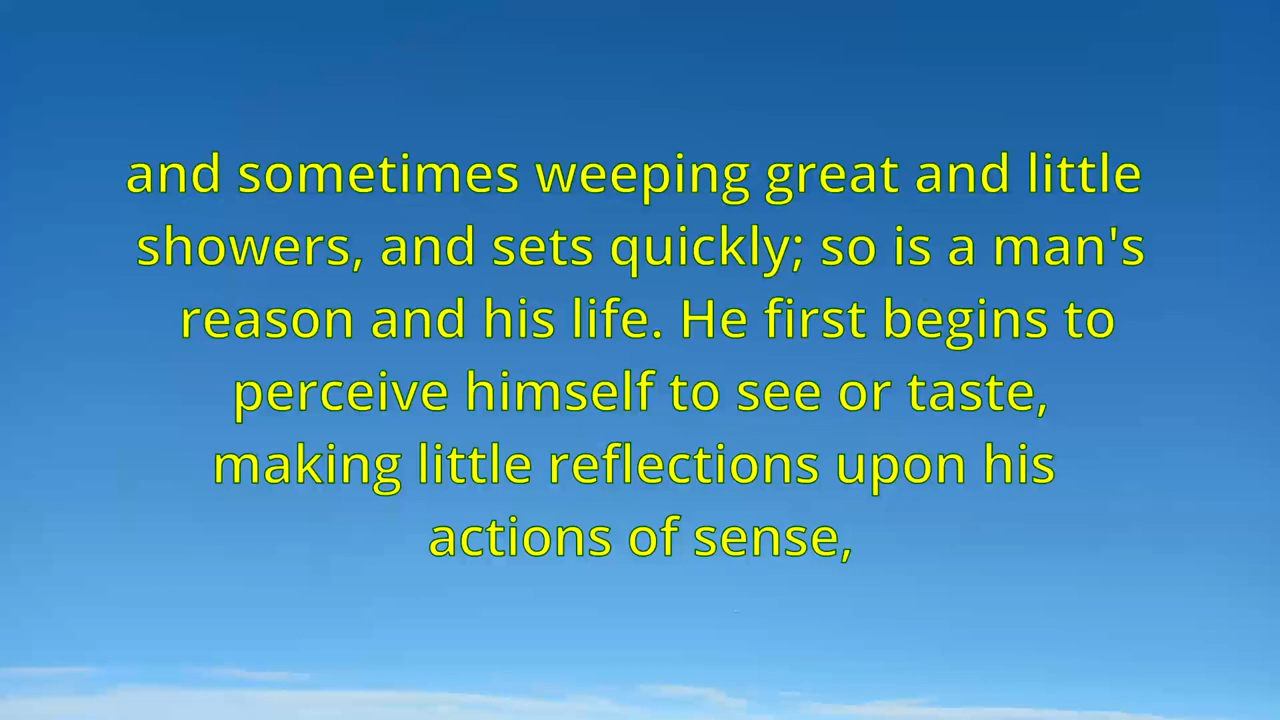 and sometimes weeping great and little
showers, and sets quickly; so is a man's
reason and his life. He first begins to
perceive himself to see or taste,
making little reflections upon his
actions of sense,